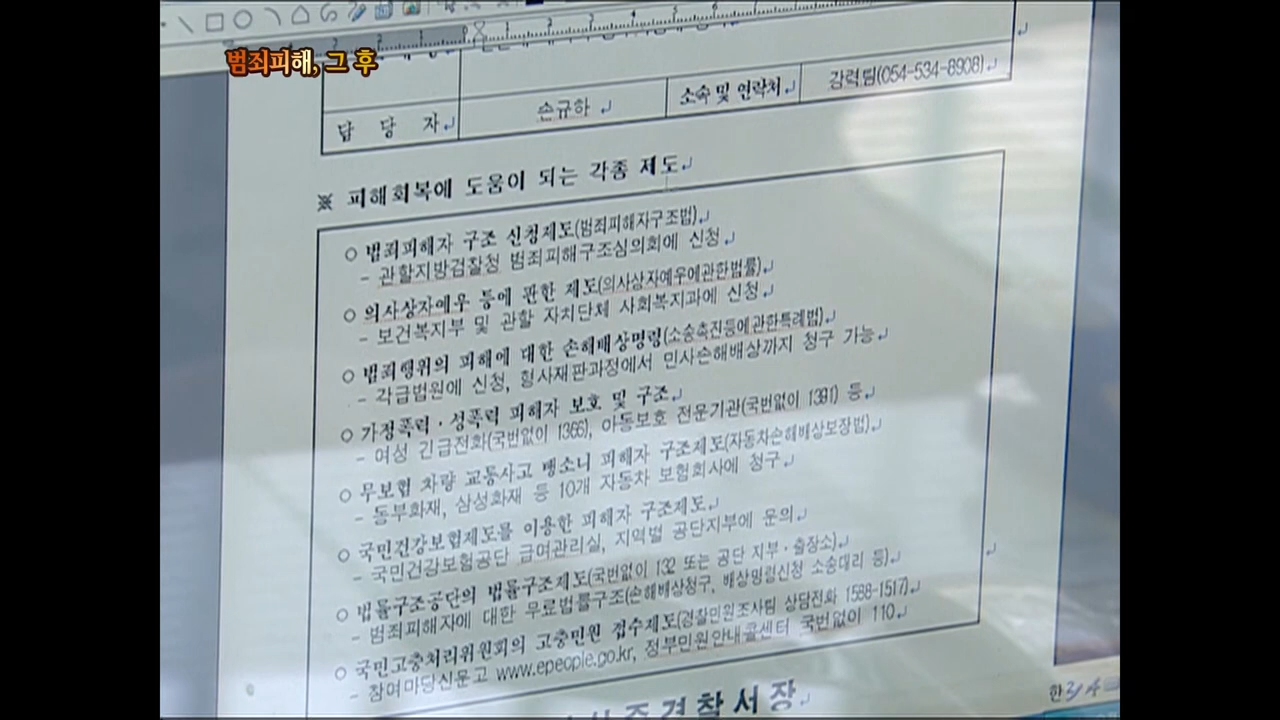 범죄피해, 그 후
담 당 자 손규하 소속 및 연락처 강력팀(054-534-8908)
※ 피해회복에 도움이 되는 각종 제도
○ 범죄피해자 구조 신청제도(범죄피해자구조법)
- 관할지방검찰청 범죄피해구조심의회에 신청
○ 의사상자예우 등에 관한 제도(의사상자예우에관한법률)
- 보건복지부 및 관할 자치단체 사회복지과에 신청
○ 범죄행위의 피해에 대한 손해배상명령(소송촉진등에관한특례법)
- 각급법원에 신청, 형사재판과정에서 민사손해배상까지 청구 가능
○ 가정폭력·성폭력 피해자 보호 및 구조
- 여성 긴급전화(국번없이 1366), 아동보호 전문기관(국번없이 1391) 등
○ 무보험 차량 교통사고 뺑소니 피해자 구조제도(자동차손해배상보장법)
- 동부화재, 삼성화재 등 10개 자동차 보험회사에 청구
○ 국민건강보험제도를 이용한 피해자 구조제도
- 국민건강보험공단 급여관리실, 지역별 공단지부에 문의
○ 법률구조공단의 법률구조제도(국번없이 132 또는 공단 지부·출장소)
- 범죄피해자에 대한 무료법률구조(손해배상청구, 배상명령신청 소송대리 등)
○ 국민고충처리위원회의 고충민원 접수제도(경찰민원조사팀 상담전화 1588-1517)
- 참여마당신문고 www.epeople.go.kr, 정부민원안내콜센터 국번없이 110
경찰서장
한 3/4